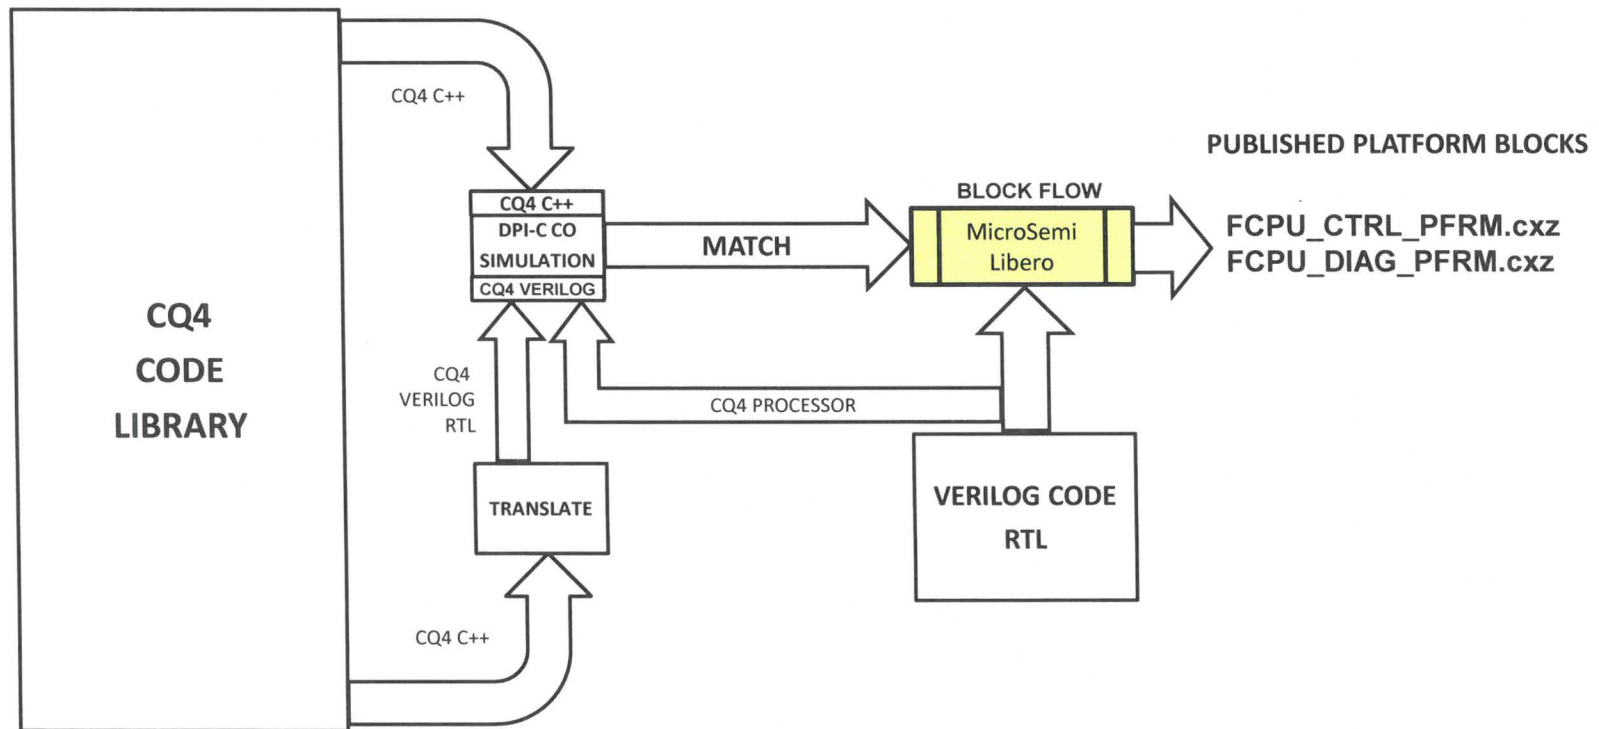 CQ4 C++
PUBLISHED PLATFORM BLOCKS
BLOCK FLOW
CQ4 C++
DPI-C CO
SIMULATION
CQ4 VERILOG
MATCH
MicroSemi
Libero
FCPU_CTRL_PFRM.cxz
FCPU_DIAG_PFRM.cxz
CQ4
CODE
LIBRARY
CQ4
VERILOG
RTL
CQ4 PROCESSOR
TRANSLATE
VERILOG CODE
RTL
CQ4 C++